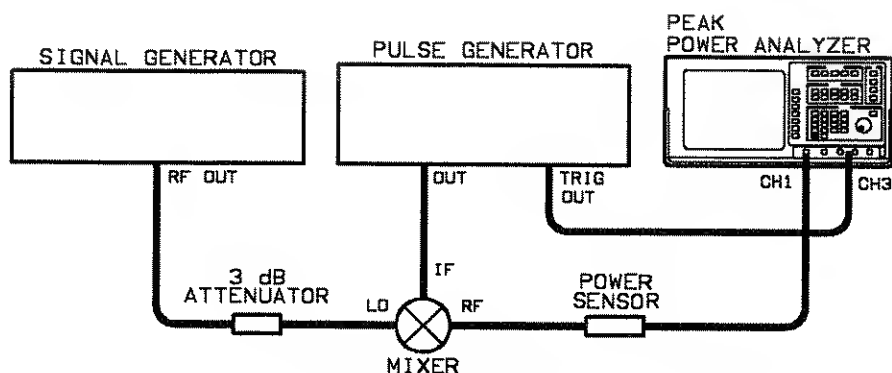 SIGNAL GENERATOR
PULSE GENERATOR
PEAK
POWER ANALYZER
RF OUT
OUT
TRIG
OUT
CH1
CH3
3 dB
ATTENUATOR
LO
IF
RF
MIXER
POWER
SENSOR